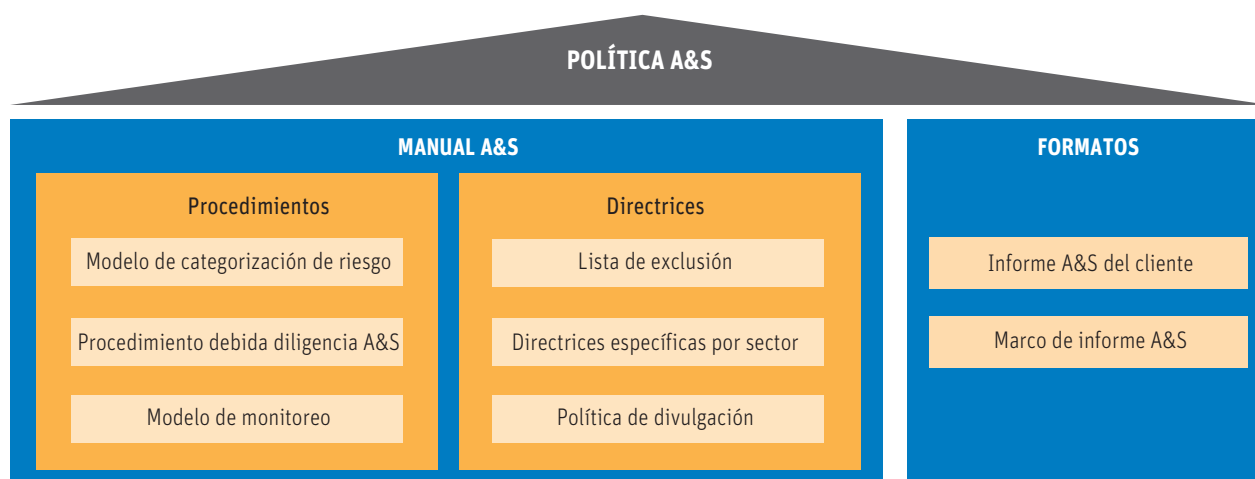 POLÍTICA A&S
MANUAL A&S
Procedimientos
Modelo de categorización de riesgo
Procedimiento debida diligencia A&S
Modelo de monitoreo
Directrices
Lista de exclusión
Directrices específicas por sector
Política de divulgación
FORMATOS
Informe A&S del cliente
Marco de informe A&S